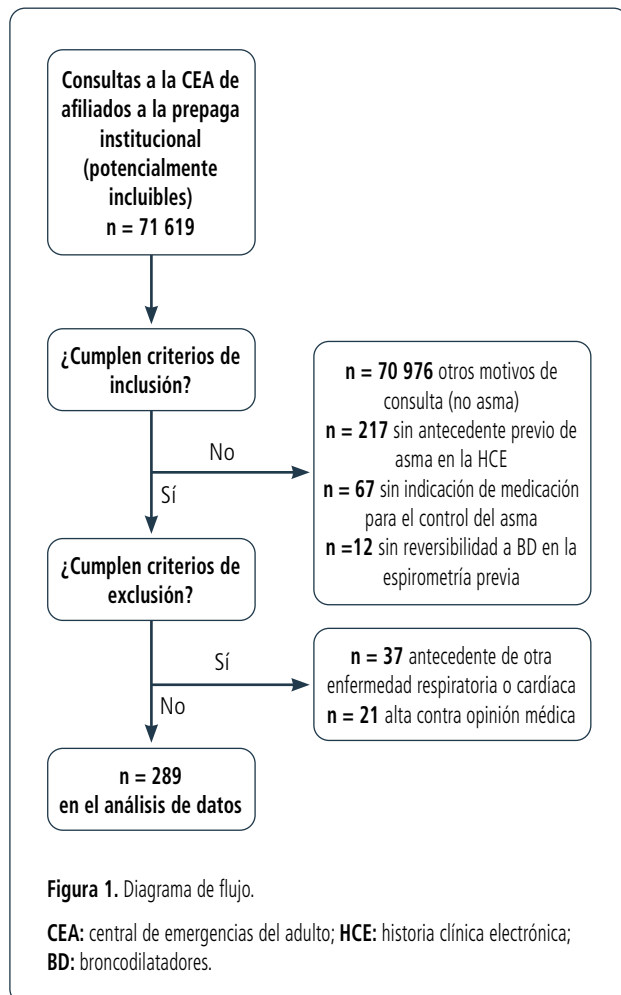 Consultas a la CEA de
afiliados a la prepaga
institucional
(potencialmente
incluibles)
n = 71 619
¿Cumplen criterios de
inclusión?
No
Sí
n = 70 976 otros motivos de
consulta (no asma)
n = 217 sin antecedente previo de
asma en la HCE
n = 67 sin indicación de medicación
para el control del asma
n =12 sin reversibilidad a BD en la
espirometría previa
¿Cumplen criterios de
exclusión?
Sí
No
n = 37 antecedente de otra
enfermedad respiratoria o cardíaca
n = 21 alta contra opinión médica
n = 289
en el análisis de datos
Figura 1. Diagrama de flujo.
CEA: central de emergencias del adulto; HCE: historia clínica electrónica;
BD: broncodilatadores.